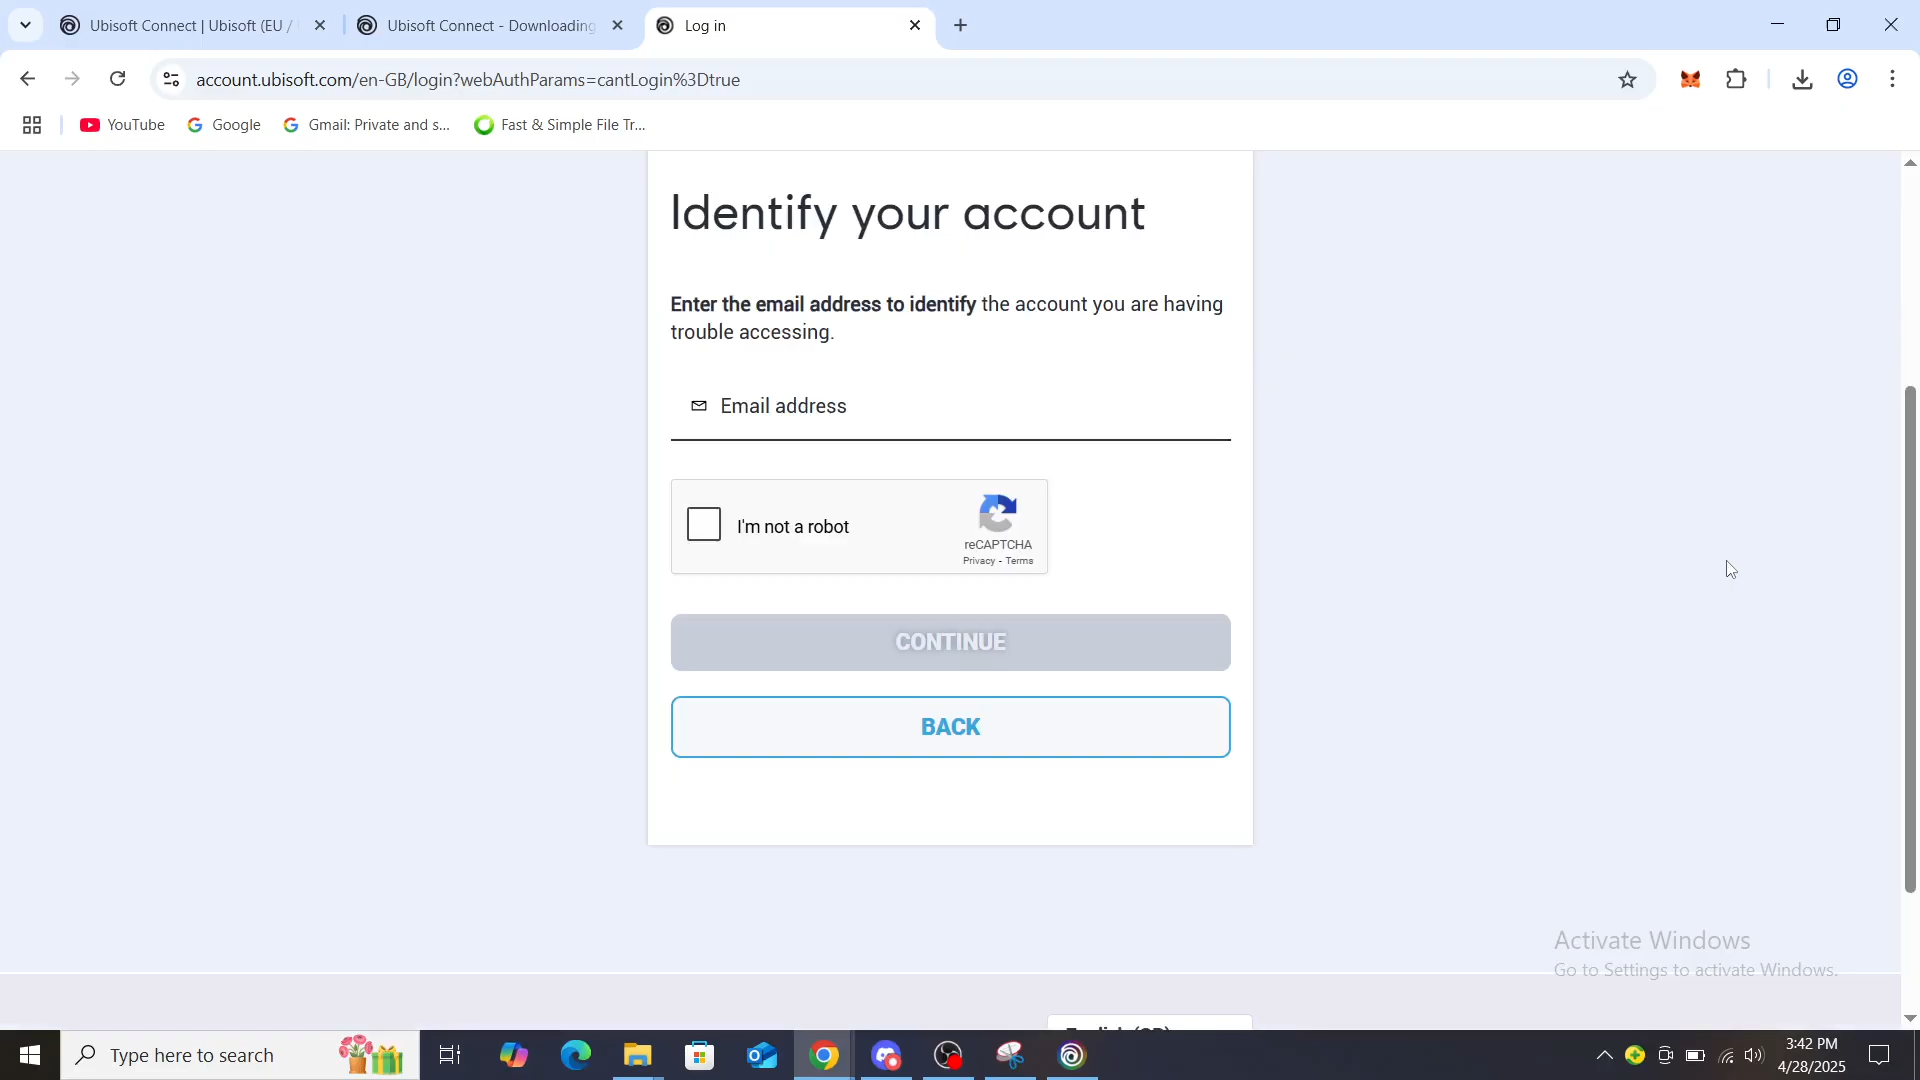 Ubisoft Connect | Ubisoft (EU /
Ubisoft Connect - Downloading
Log in
account.ubisoft.com/en-GB/login?webAuthParams=cantLogin%3Dtrue
YouTube
Google
Gmail: Private and s...
Fast & Simple File Tr...
Identify your account
Enter the email address to identify the account you are having
trouble accessing.
Email address
I'm not a robot
reCAPTCHA
Privacy - Terms
CONTINUE
BACK
Activate Windows
Go to Settings to activate Windows.
English (GB)
Type here to search
3:42 PM
4/28/2025